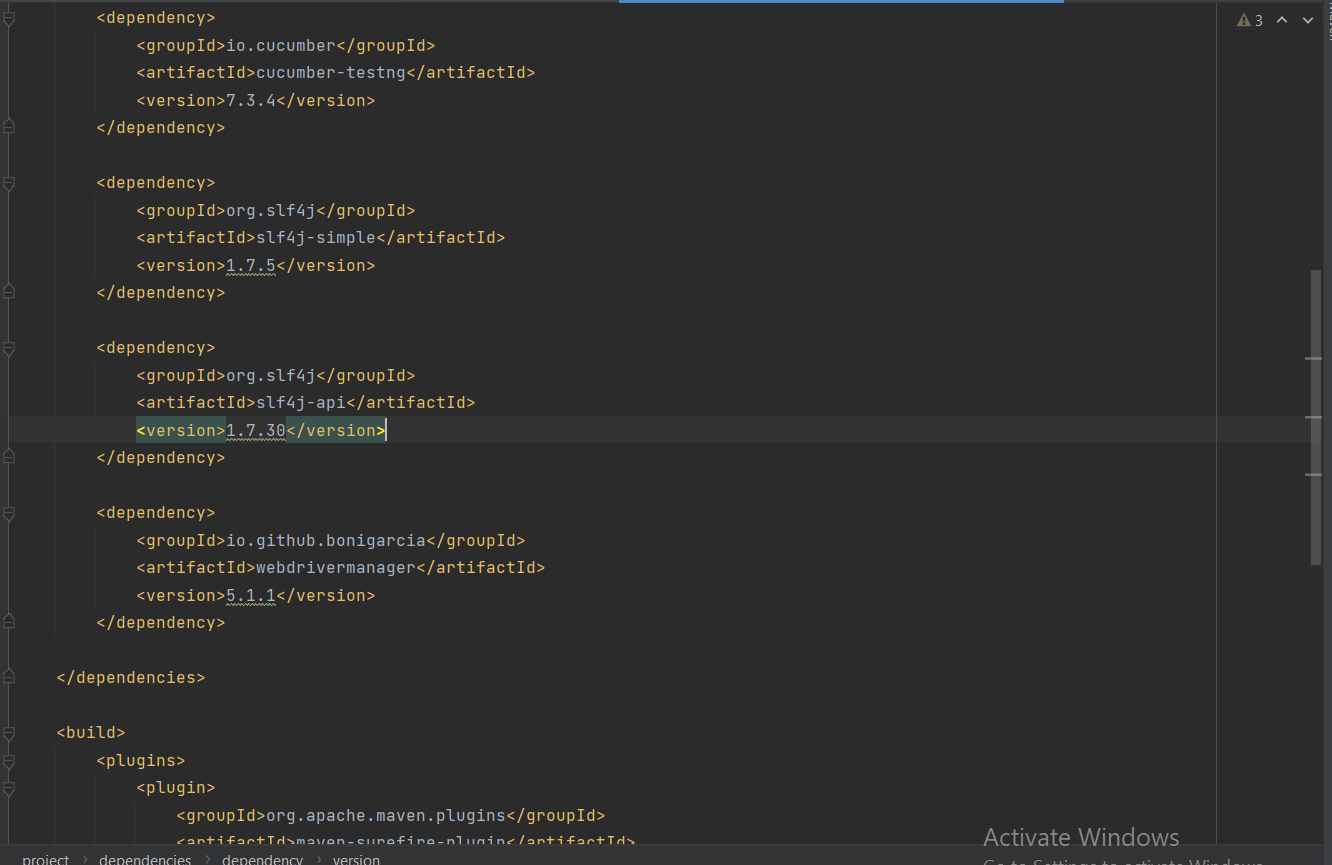 <dependency>
3
<groupId>io.cucumber</groupId>
<artifactId>cucumber-testng</artifactId>
<version>7.3.4</version>
</dependency>
<dependency>
<groupId>org.slf4j</groupId>
<artifactId>slf4j-simple</artifactId>
<version>1.7.5</version>
</dependency>
<dependency>
<groupId>org.slf4j</groupId>
<artifactId>slf4j-api</artifactId>
<version>1.7.30</version>
</dependency>
<dependency>
<groupId>io.github.bonigarcia</groupId>
<artifactId>webdrivermanager</artifactId>
<version>5.1.1</version>
</dependency>
</dependencies>
<build>
<plugins>
<plugin>
<groupId>org.apache.maven.plugins</groupId>
<artifactId>maven-surefire-plugin</artifactId>
Activate Windows
Go to Settings to activate Windows.
project › dependencies › dependency › version